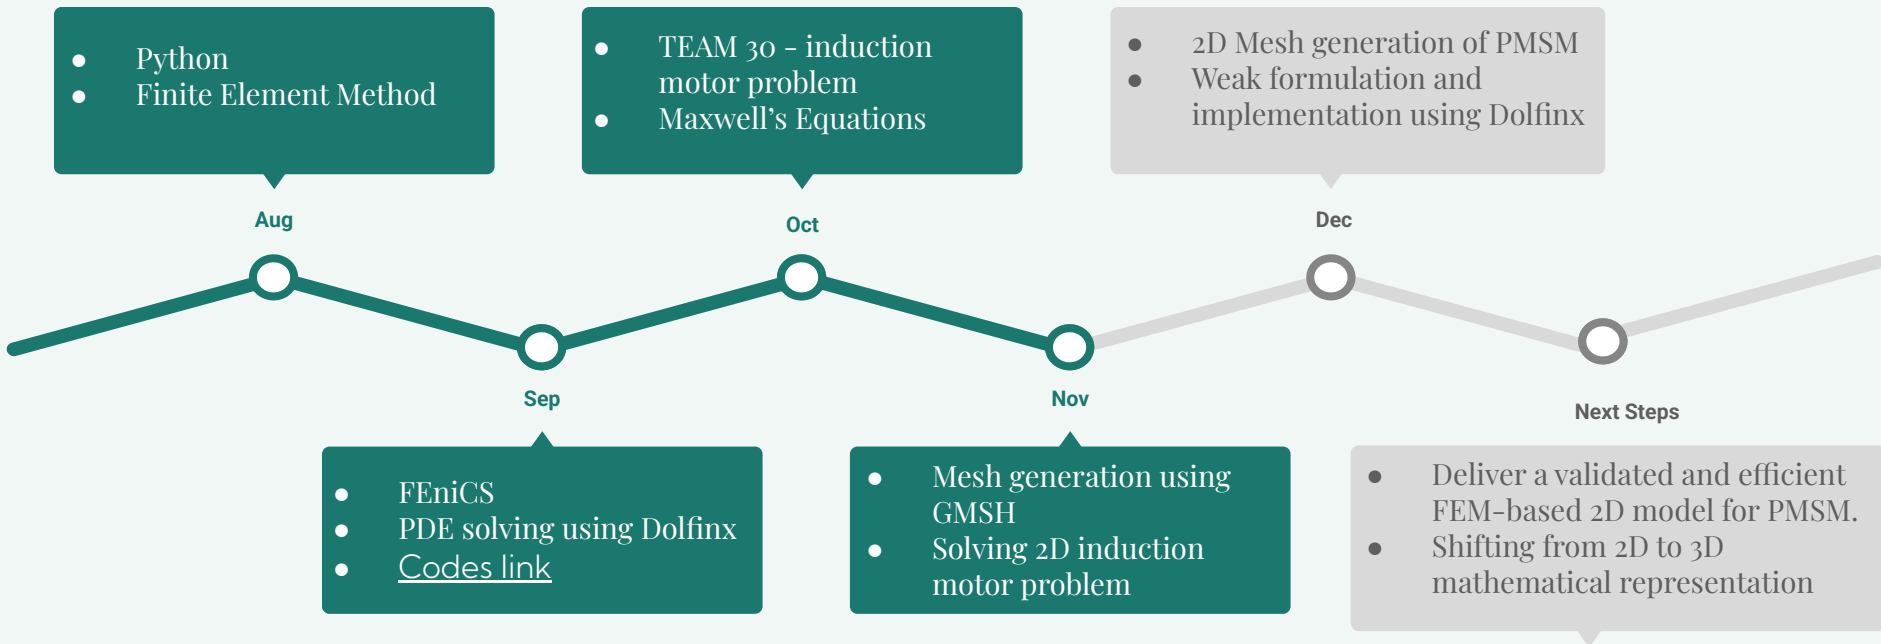 ● Python
● Finite Element Method
Aug
● FEniCS
● PDE solving using Dolfinx
● Codes link
Sep
● TEAM 30 - induction
motor problem
● Maxwell's Equations
Oct
● Mesh generation using
GMSH
● Solving 2D induction
motor problem
Nov
● 2D Mesh generation of PMSM
● Weak formulation and
implementation using Dolfinx
Dec
Next Steps
● Deliver a validated and efficient
FEM-based 2D model for PMSM.
● Shifting from 2D to 3D
mathematical representation